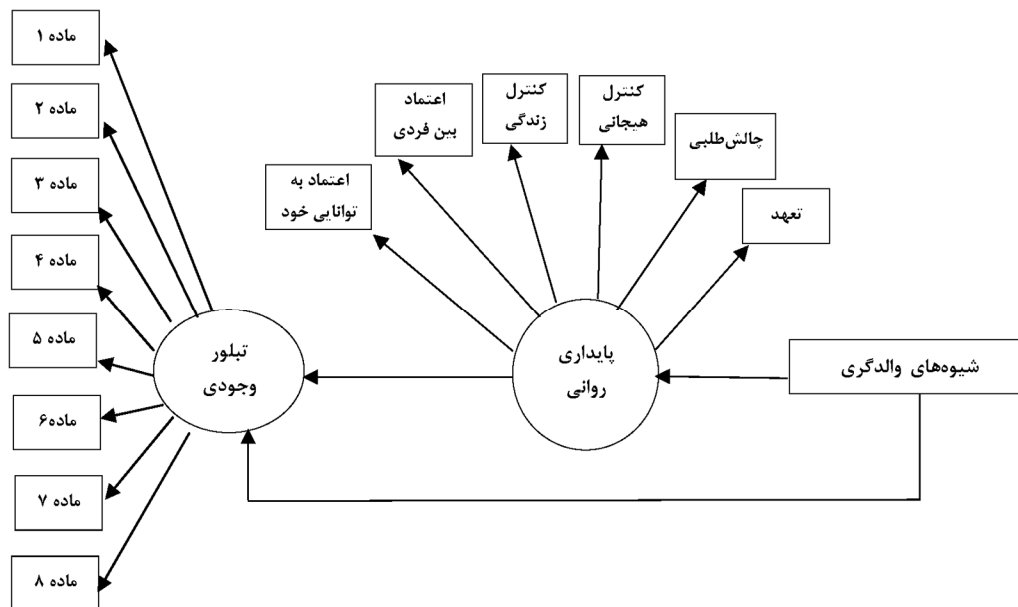 ماده ۱
ماده ۲
ماده ۳
ماده ۴
ماده ۵
ماده۶
ماده ۷
ماده ۸
تبلور
وجودی
اعتماد به
توانایی خود
اعتماد
بین فردی
کنترل
زندگی
کنترل
هیجانی
چالش‌طلبی
تعهد
پایداری
روانی
شیوه‌های والدگری